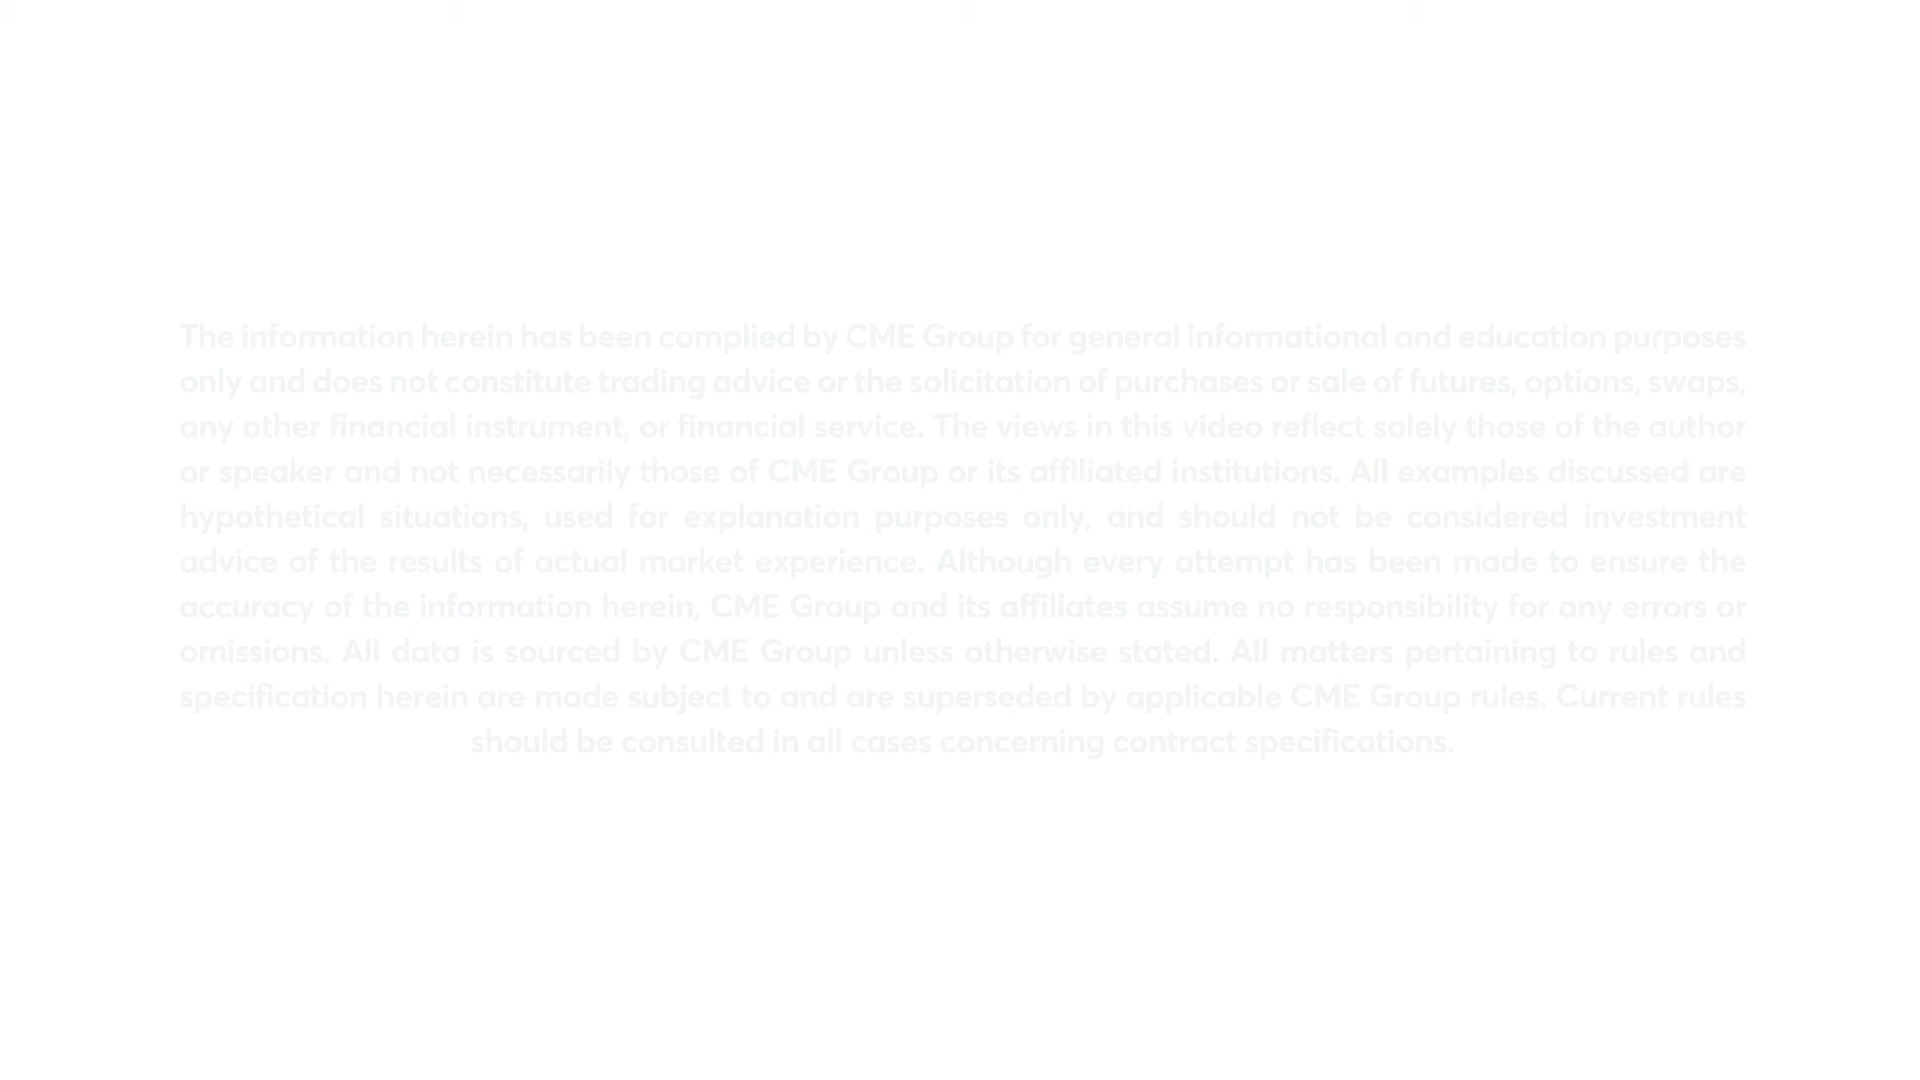 The information herein has been complied by CME Group for general informational and education purposes
only and does not constitute trading advice or the solicitation of purchases or sale of futures, options, swaps,
any other financial instrument, or financial service. The views in this video reflect solely those of the author
or speaker and not necessarily those of CME Group or its affiliated institutions. All examples discussed are
hypothetical situations, used for explanation purposes only, and should not be considered investment
advice of the results of actual market experience. Although every attempt has been made to ensure the
accuracy of the information herein, CME Group and its affiliates assume no responsibility for any errors or
omissions. All data is sourced by CME Group unless otherwise stated. All matters pertaining to rules and
specification herein are made subject to and are superseded by applicable CME Group rules. Current rules
should be consulted in all cases concerning contract specifications.